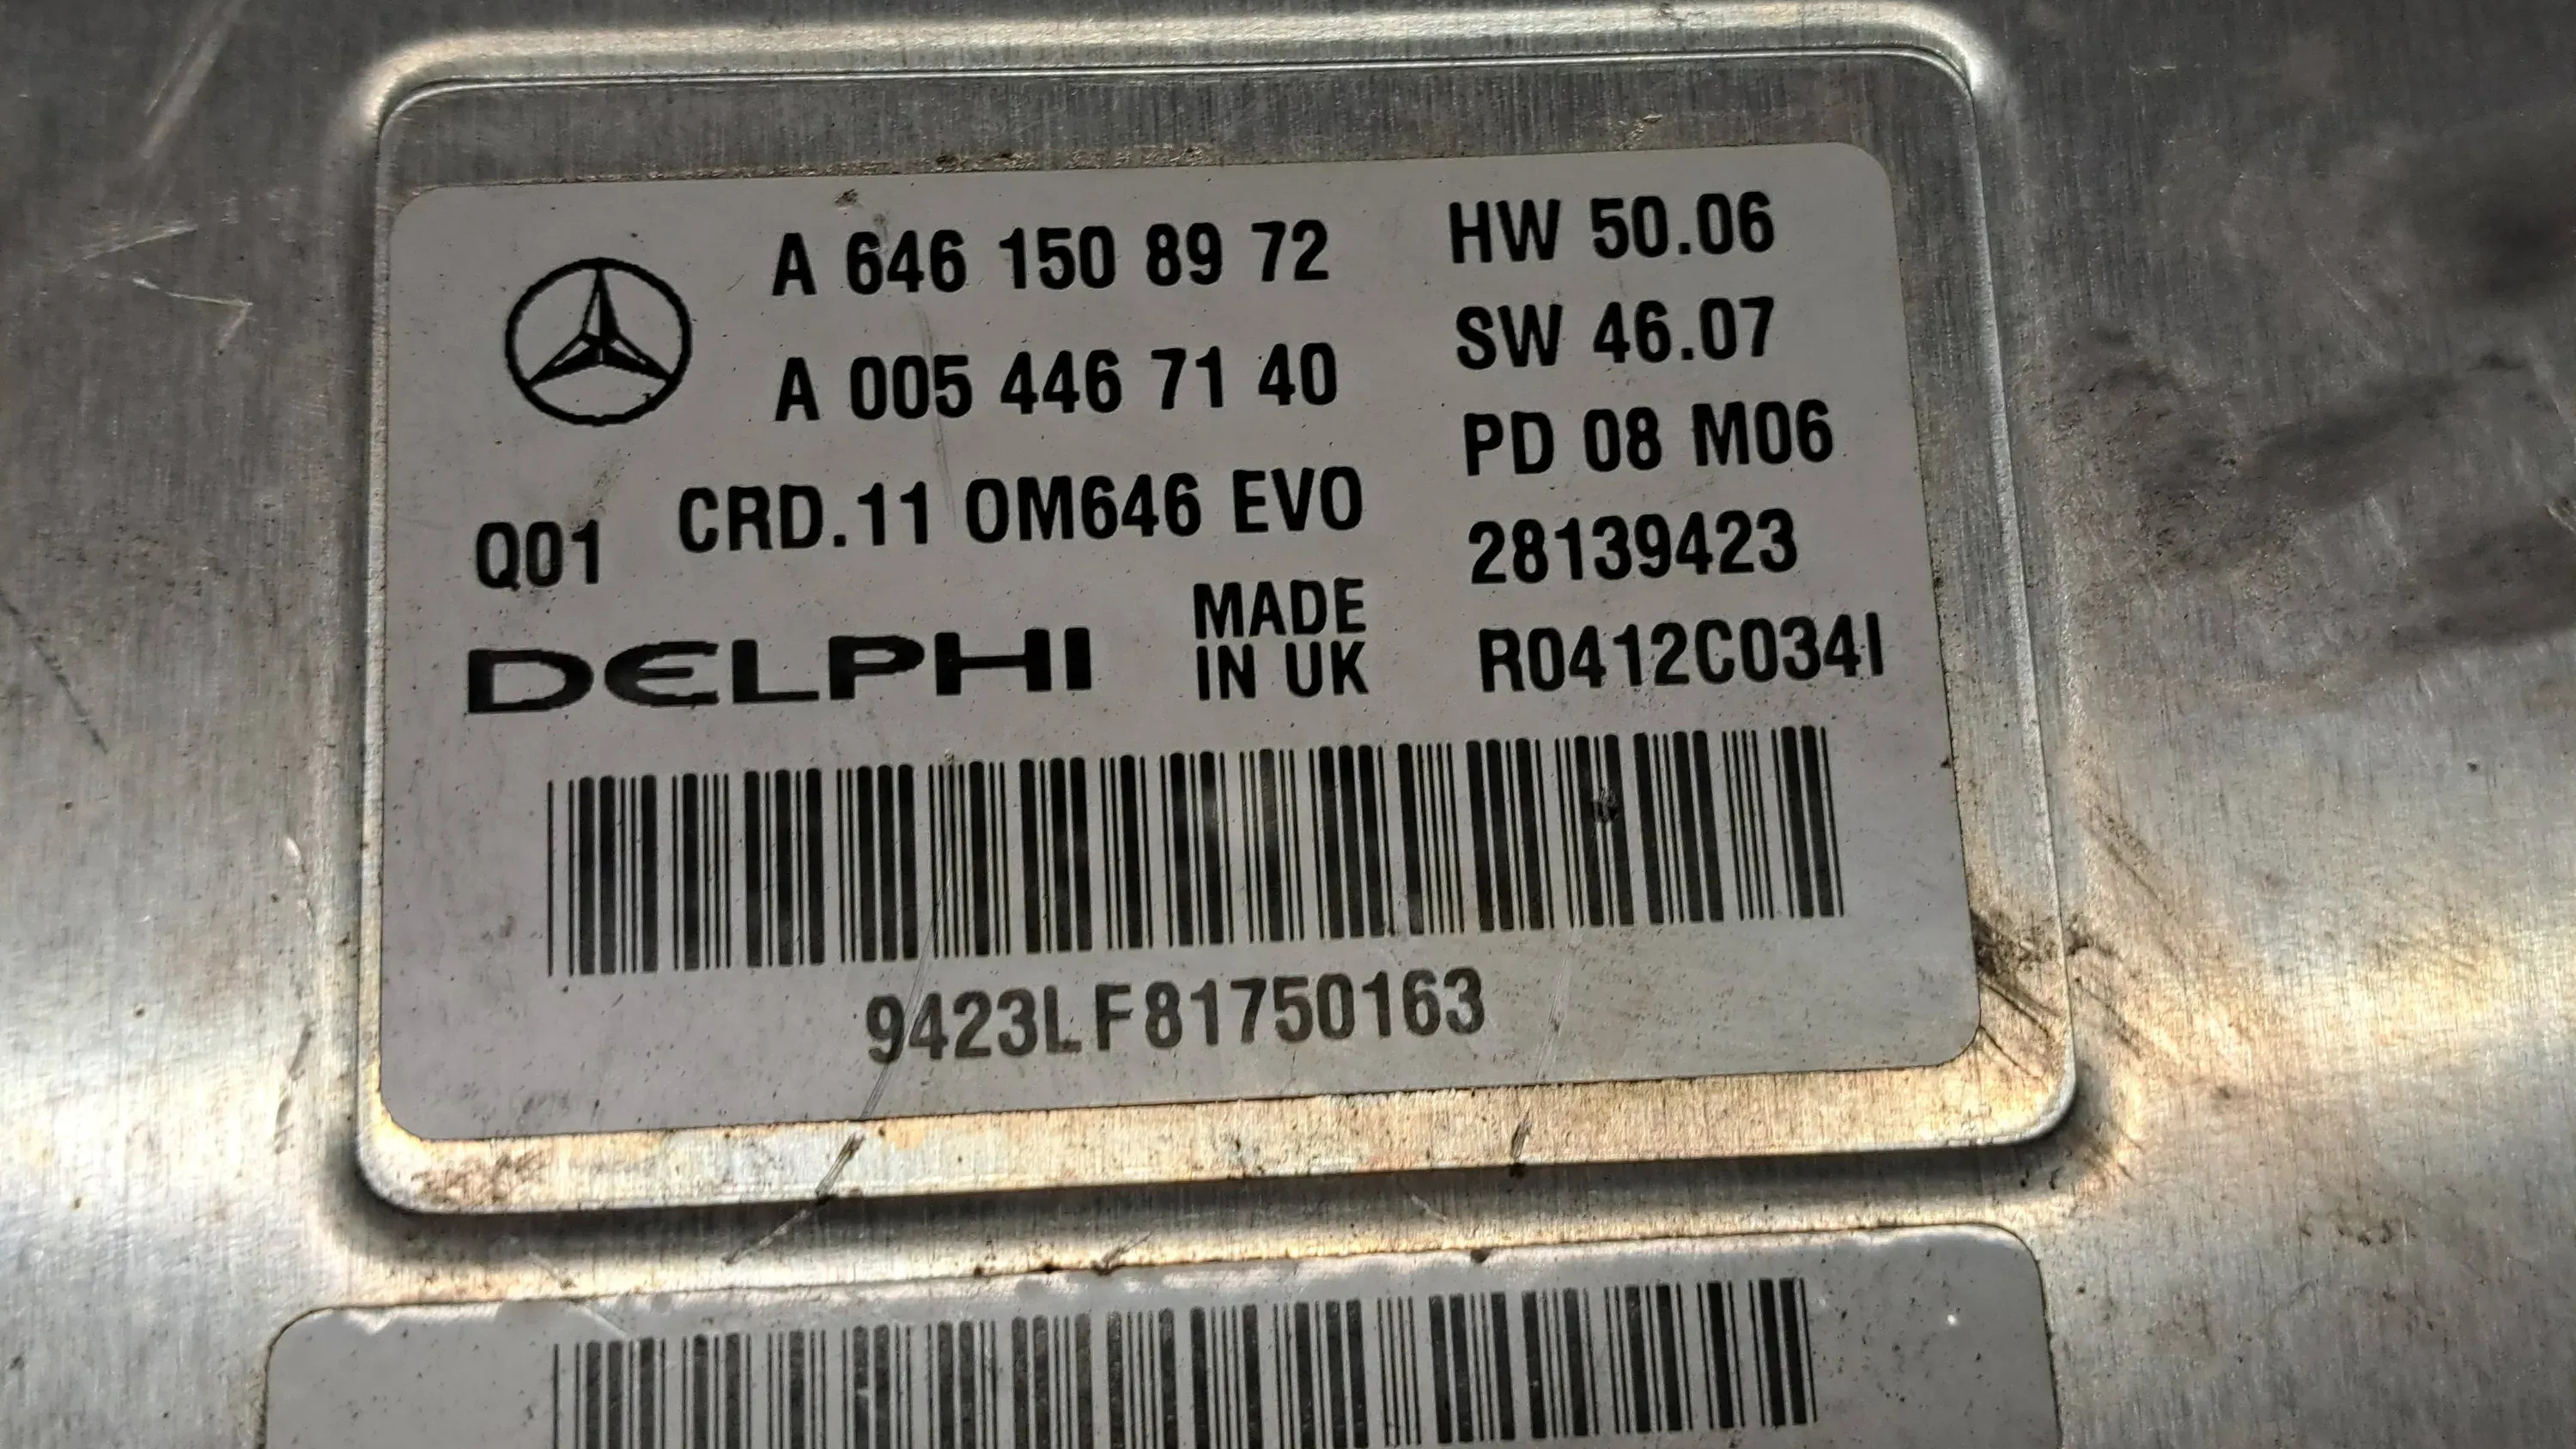 A 646 150 89 72
A 005 446 71 40
Q01 CRD.11 OM646 EVO
DELPHI
MADE
IN UK
HW 50.06
SW 46.07
PD 08 M06
28139423
R0412C034I
9423LF81750163